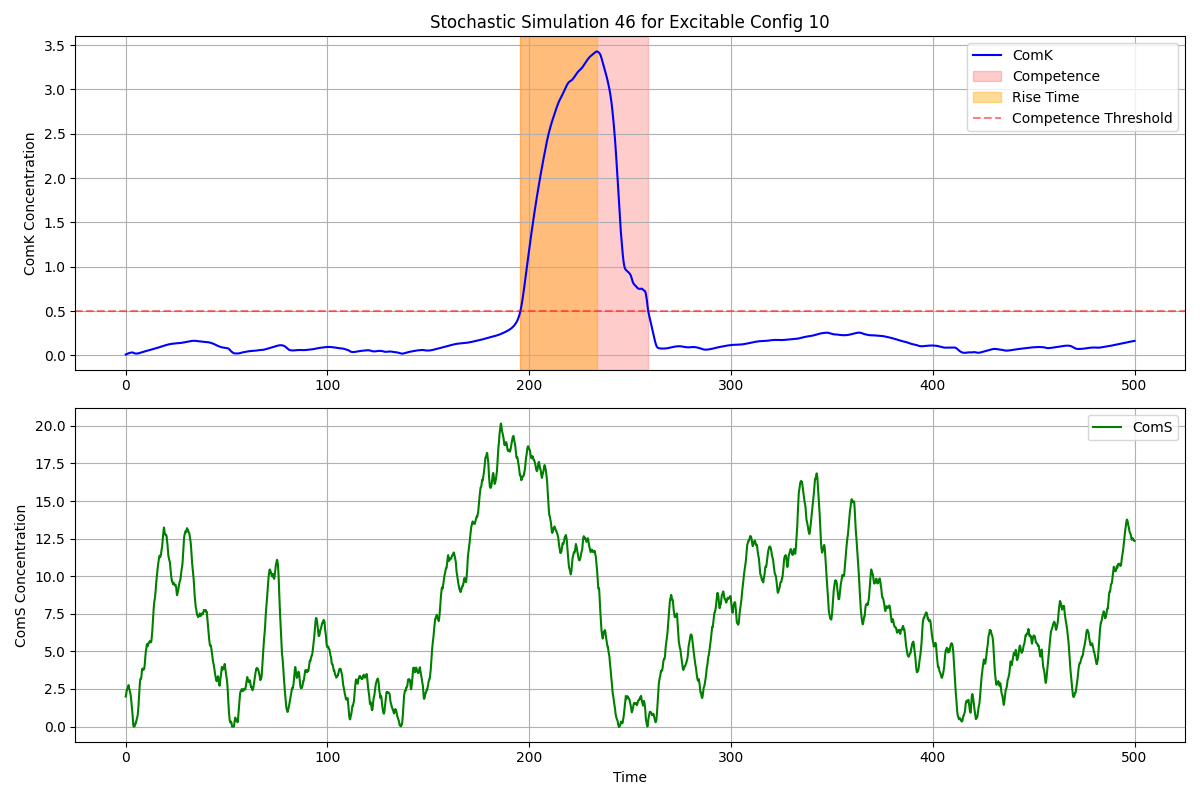 Stochastic Simulation 46 for Excitable Config 10
ComK Concentration
3.5
3.0
2.5
2.0
1.5
1.0
0.5
0.0
0 100 200 300 400 500
ComK
Competence
Rise Time
Competence Threshold
ComS Concentration
20.0
17.5
15.0
12.5
10.0
7.5
5.0
2.5
0.0
0 100 200 300 400 500
Time
ComS